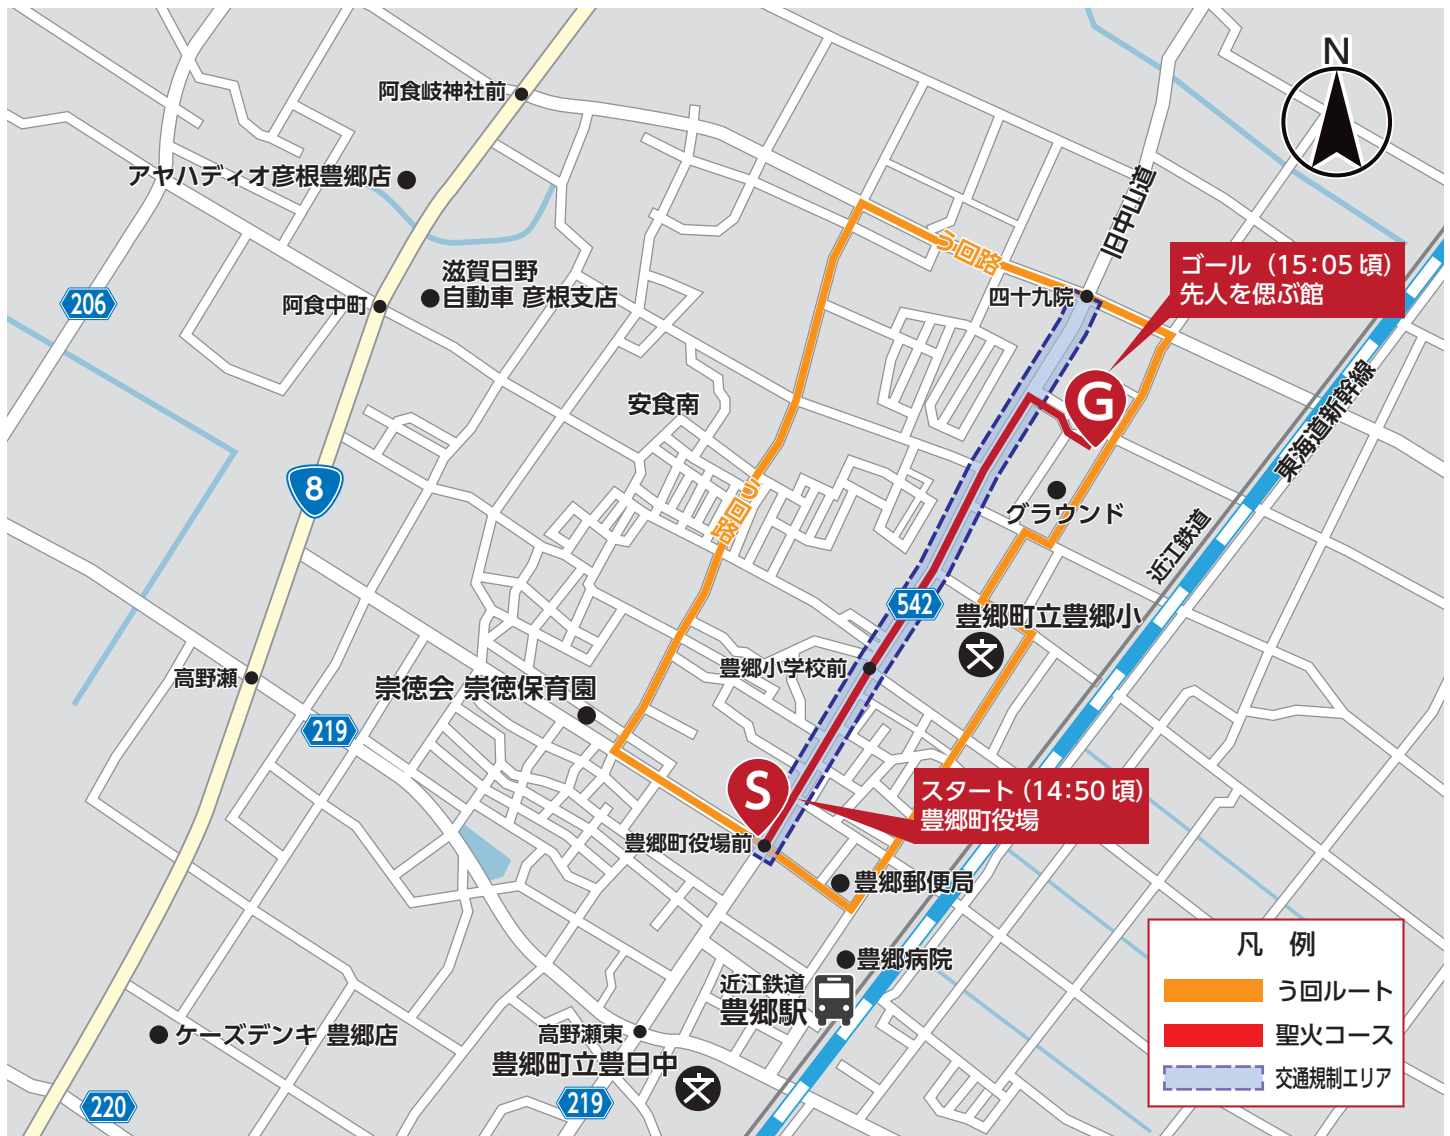 N
阿食岐神社前
アヤハディオ彦根豊郷店
旧中山道
う回路
ゴール（15：05 頃）
先人を偲ぶ館
滋賀日野
自動車 彦根支店
206
阿食中町
四十九院
東海道新幹線
安食南
G
8
う回路
グラウンド
近江鉄道
542
豊郷町立豊郷小
豊郷小学校前
高野瀬
崇徳会 崇徳保育園
219
S
スタート（14：50 頃）
豊郷町役場
豊郷町役場前
豊郷郵便局
豊郷病院
近江鉄道
豊郷駅
ケーズデンキ 豊郷店
高野瀬東
豊郷町立豊日中
220
219
凡 例
う回ルート
聖火コース
交通規制エリア